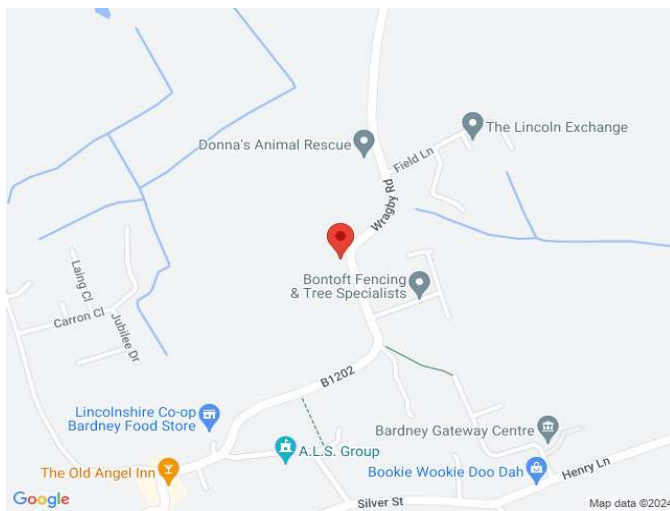 The Lincoln Exchange
Donna's Animal Rescue
Field Ln
Wragby Rd
Bontoft Fencing
& Tree Specialists
Laing Cl
Carron Cl
Jubilee Dr
B1202
Lincolnshire Co-op
Bardney Food Store
Bardney Gateway Centre
A.L.S. Group
The Old Angel Inn
Bookie Wookie Doo Dah
Henry Ln
Silver St
Google
Map data ©2024